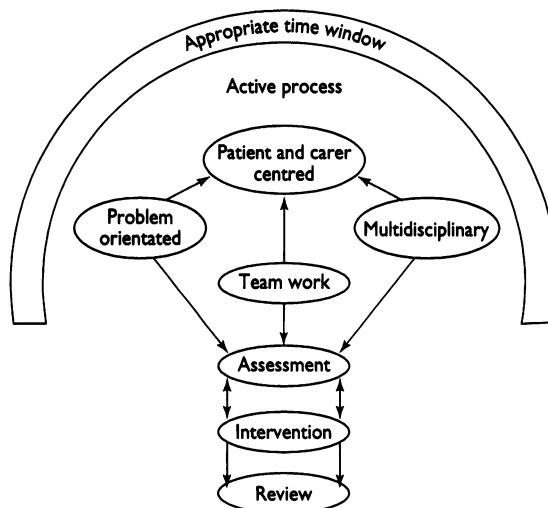 Appropriate time window
Active process
Patient and carer
centred
Problem
orientated
Multidisciplinary
Team work
Assessment
Intervention
Review